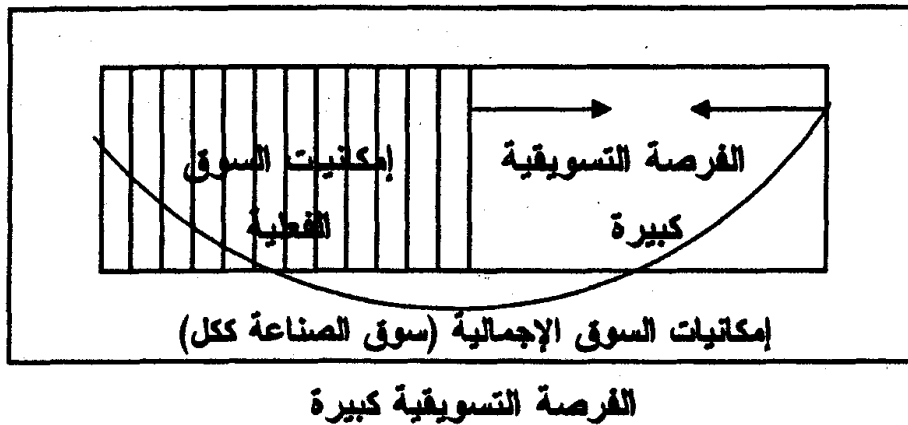 الفرصة التسويقية
كبيرة
إمكانيات السوق
الفعلية
إمكانيات السوق الإجمالية (سوق الصناعة ككل)
الفرصة التسويقية كبيرة